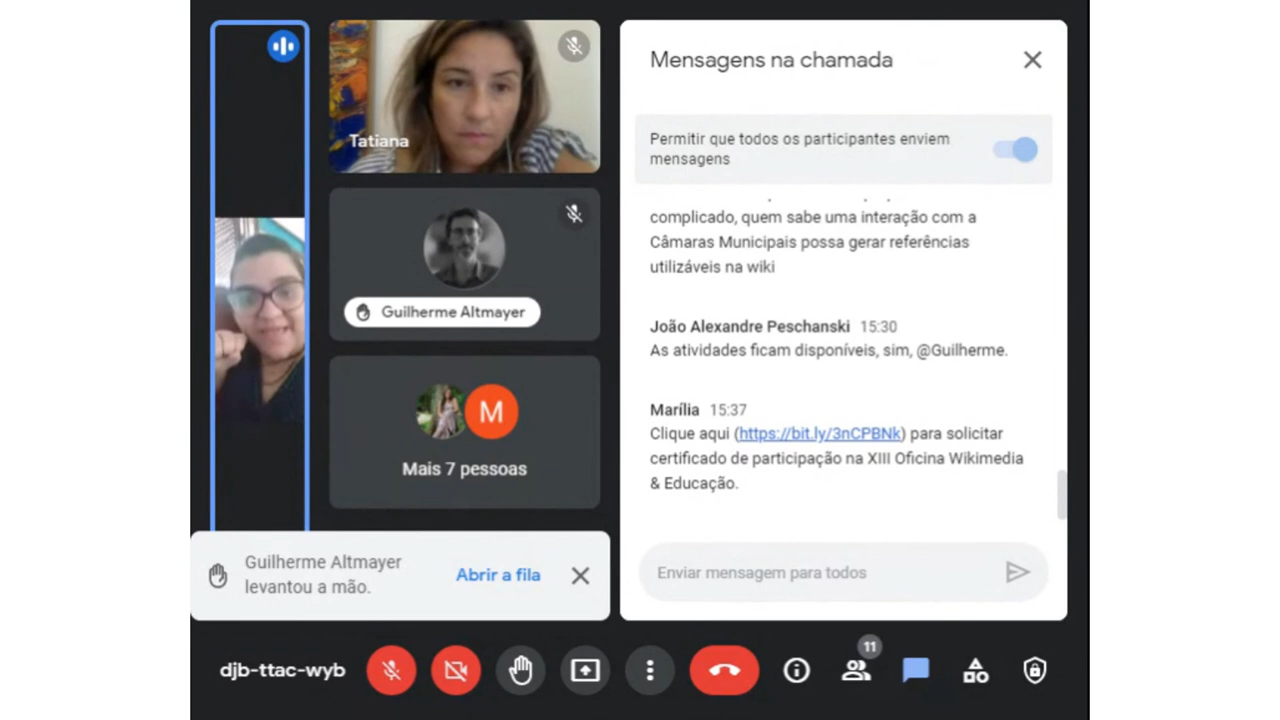 Tatiana
Guilherme Altmayer
M
Mais 7 pessoas
Guilherme Altmayer
levantou a mão.
Abrir a fila
Mensagens na chamada
Permitir que todos os participantes enviem
mensagens
complicado, quem sabe uma interação com a
Câmaras Municipais possa gerar referências
utilizáveis na wiki
João Alexandre Peschanski 15:30
As atividades ficam disponíveis, sim, @Guilherme.
Marília 15:37
Clique aqui (https://bit.ly/3nCPBNk) para solicitar
certificado de participação na XIII Oficina Wikimedia
& Educação.
Enviar mensagem para todos
djb-ttac-wyb
11